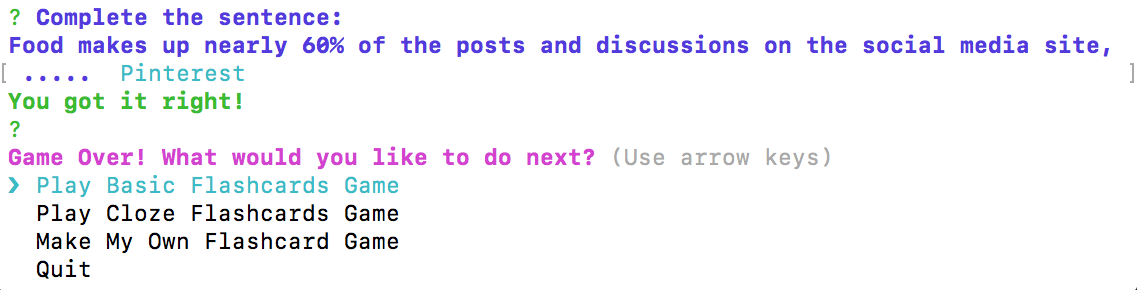 ? Complete the sentence:
Food makes up nearly 60% of the posts and discussions on the social media site,
[ ..... Pinterest ]
You got it right!
?
Game Over! What would you like to do next? (Use arrow keys)
❯ Play Basic Flashcards Game
Play Cloze Flashcards Game
Make My Own Flashcard Game
Quit